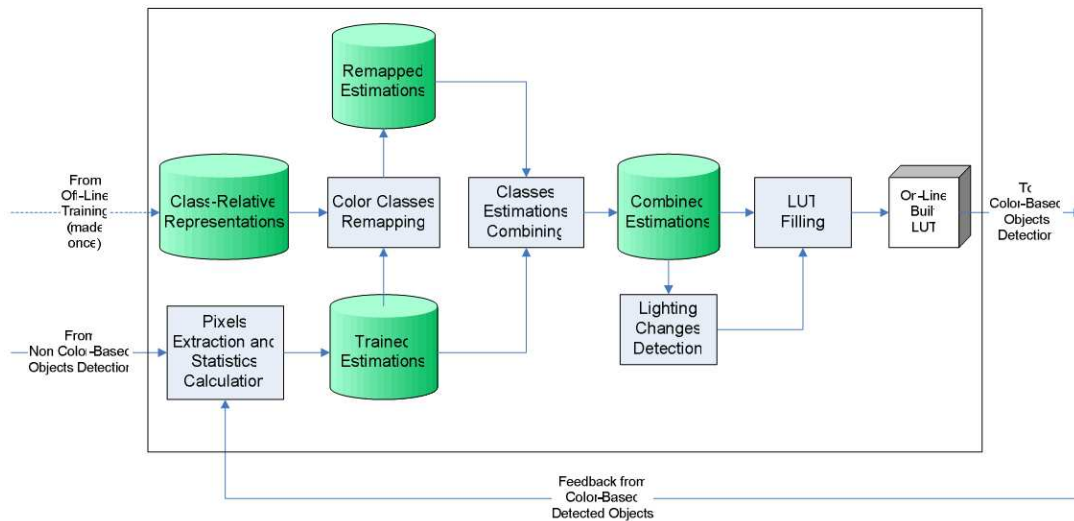 Remapped
Estimations
From
Off-Line
Training
(made
once)
Class-Relative
Representations
Color Classes
Remapping
Classes
Estimations
Combining
Combined
Estimations
LUT
Filling
On-Line
Built
LUT
To
Color-Based
Objects
Detection
From
Non Color-Based
Objects Detection
Pixels
Extraction and
Statistics
Calculation
Trained
Estimations
Lighting
Changes
Detection
Feedback from
Color-Based
Detected Objects